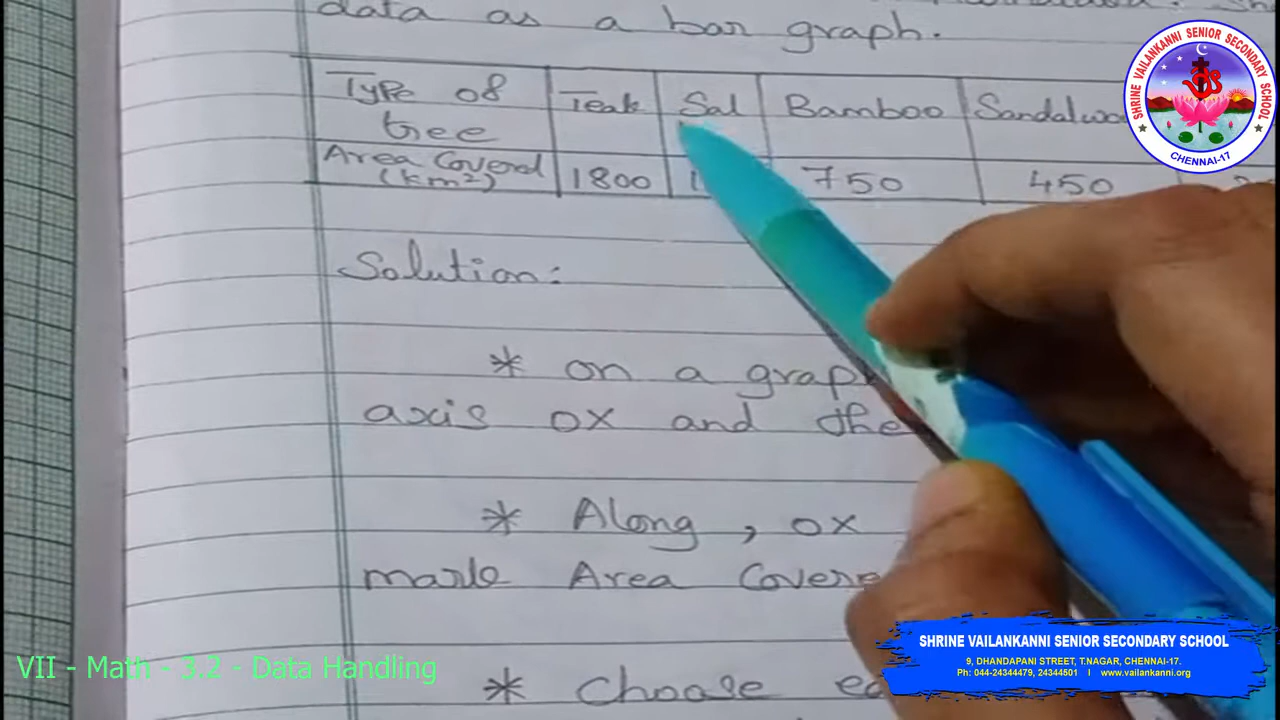 data as a bar graph.
Type of tree Teak Sal Bamboo
Area Covered (km²) 1800 750 450
Solution:
* on a
axis ox and the
* Along, ox
mark Area
* Choose
SHRINE VAILANKANNI SENIOR SECONDARY SCHOOL
CHENNAI-17
VII - Math - 3.2 - Data Handling
SHRINE VAILANKANNI SENIOR SECONDARY SCHOOL
9, DHANDAPANI STREET, T.NAGAR, CHENNAI-17.
Ph: 044-24344479, 24344501 I www.vailankanni.org